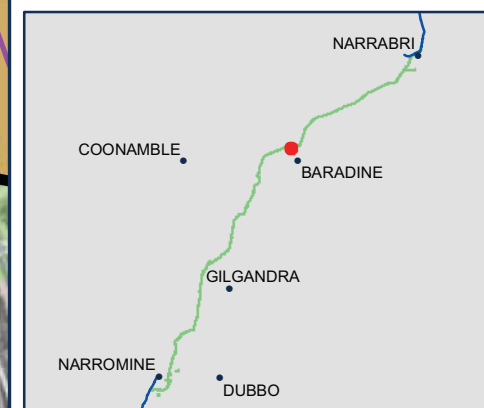 NARRABRI
COONAMBLE
BARADINE
GILGANDRA
NARROMINE
DUBBO